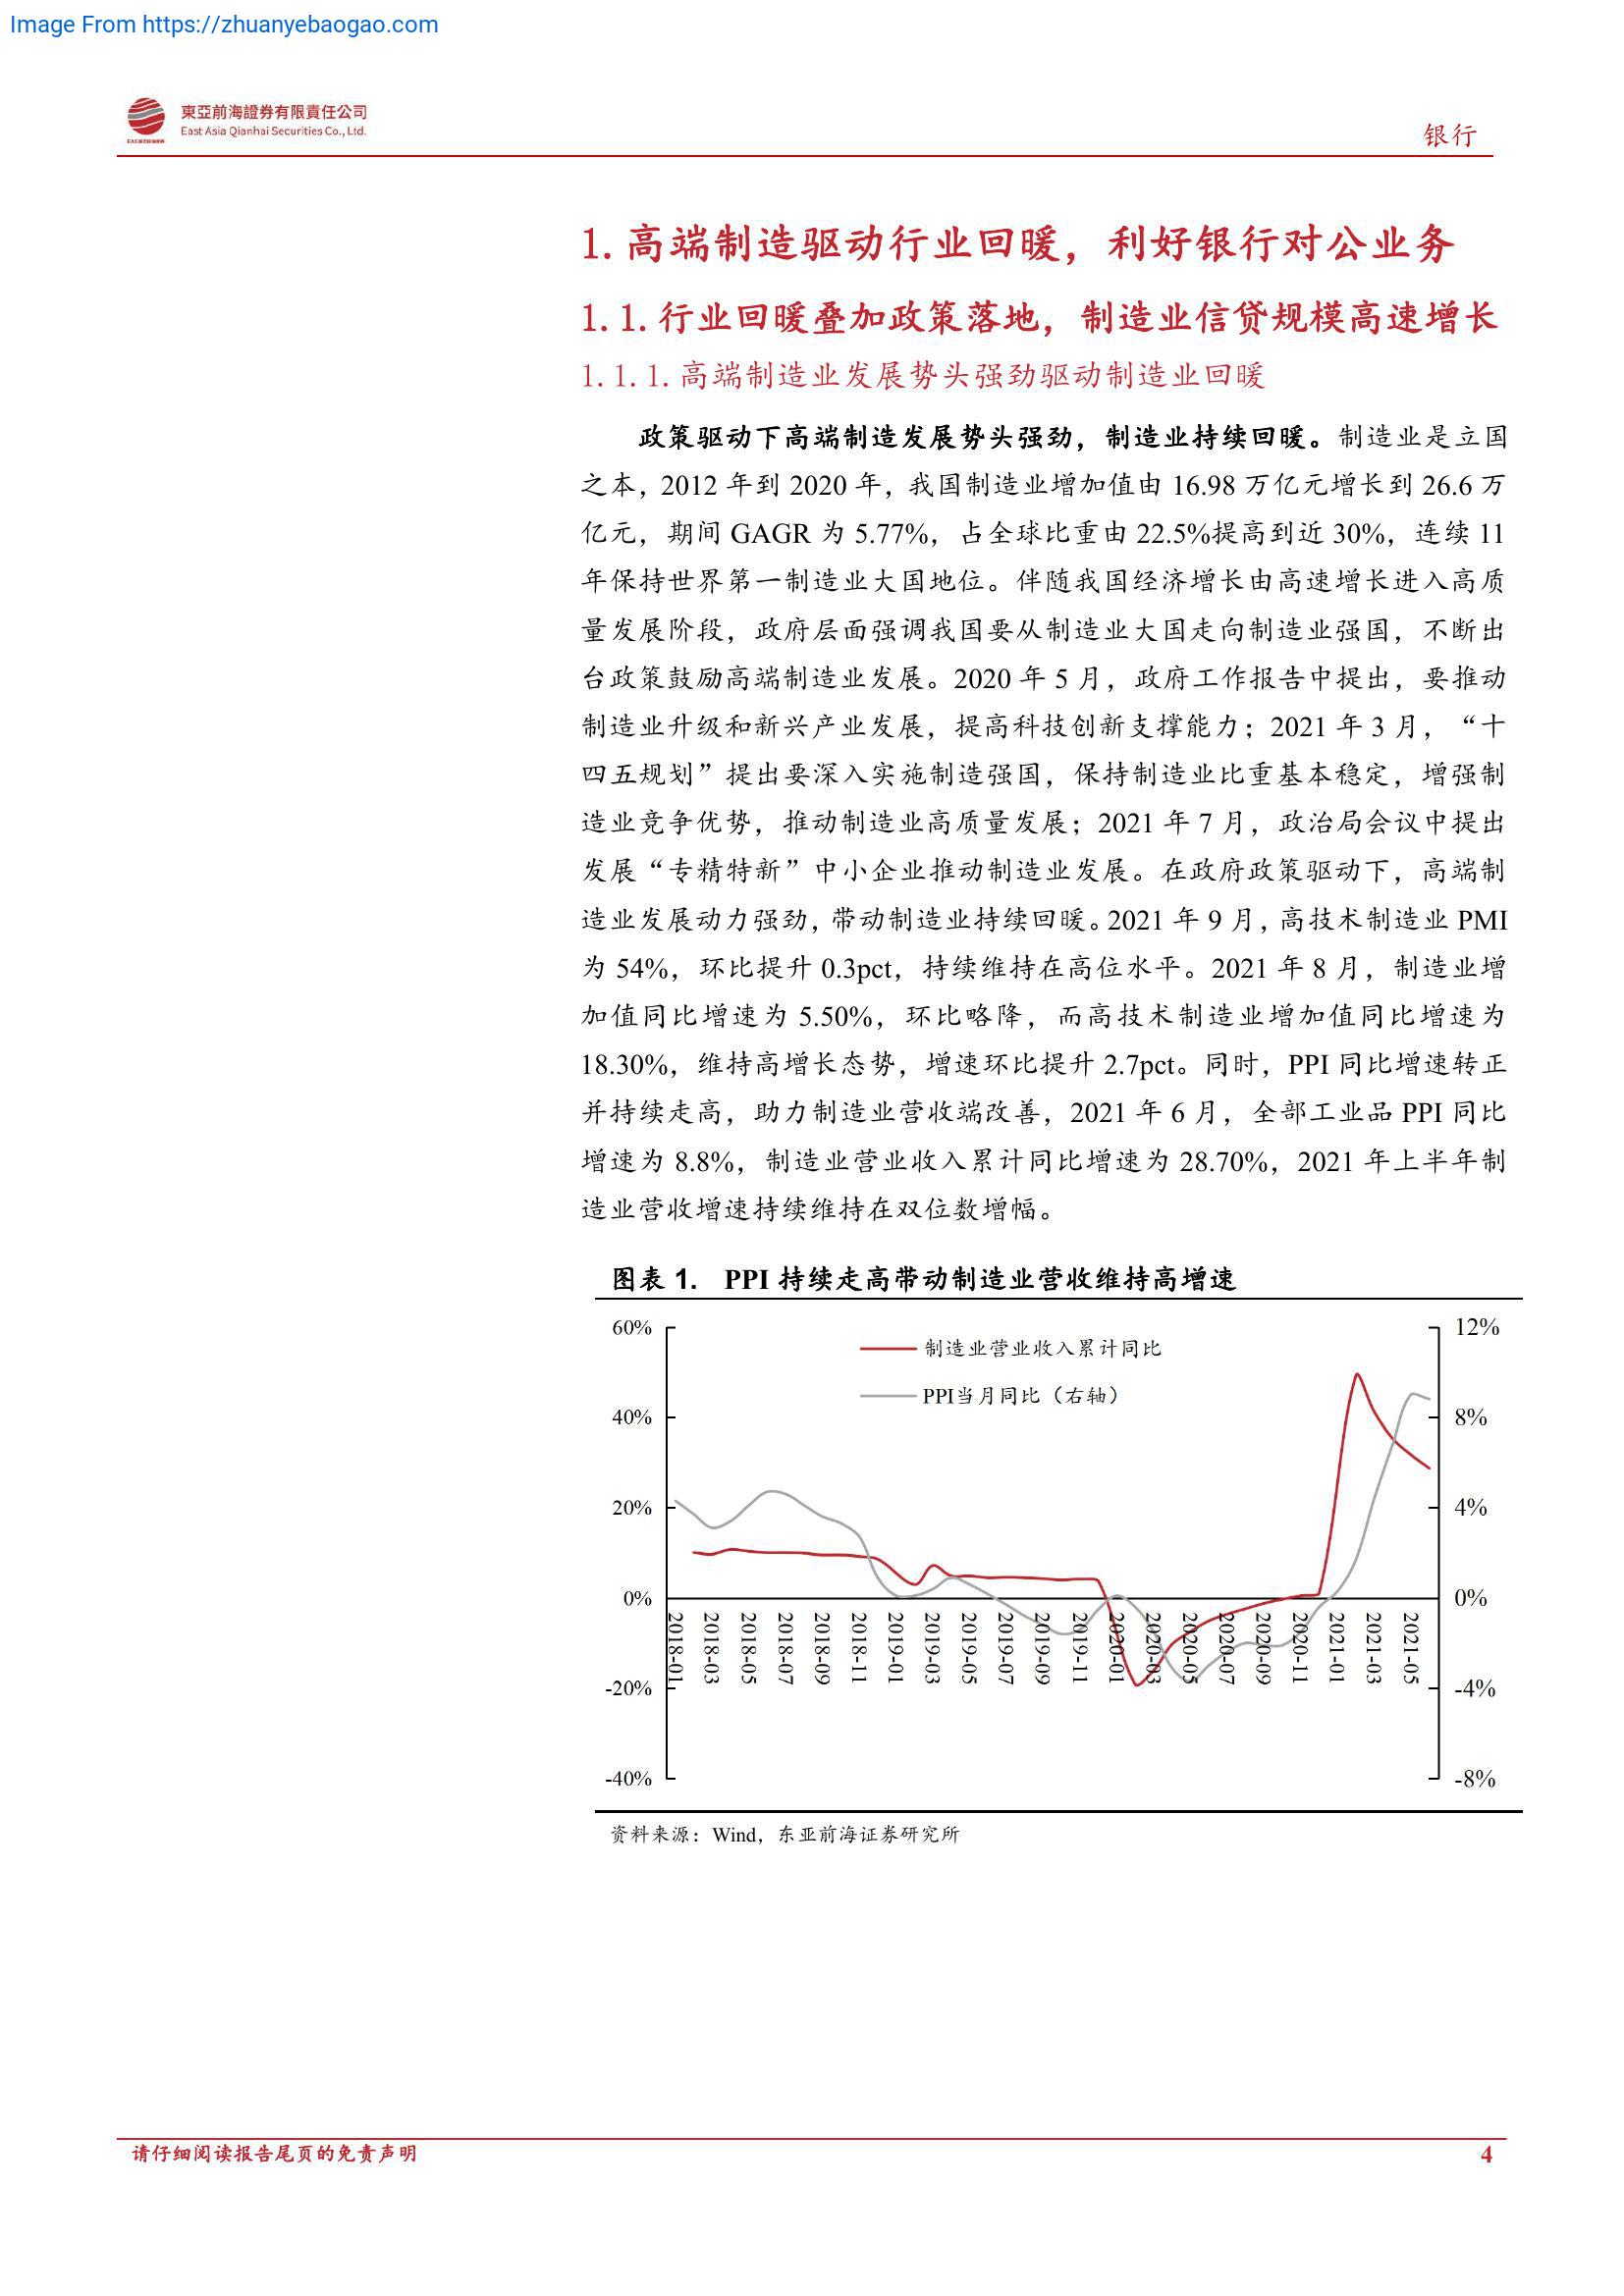 Image From https://zhuanyebaogao.com
東亞前海證券有限責任公司
East Asia Qianhai Securities Co., Ltd.
银行
1. 高端制造驱动行业回暖，利好银行对公业务
1.1. 行业回暖叠加政策落地，制造业信贷规模高速增长
1.1.1. 高端制造业发展势头强劲驱动制造业回暖
政策驱动下高端制造发展势头强劲，制造业持续回暖。制造业是立国
之本，2012 年到 2020 年，我国制造业增加值由 16.98 万亿元增长到 26.6 万
亿元，期间 GAGR 为 5.77%，占全球比重由 22.5%提高到近 30%，连续 11
年保持世界第一制造业大国地位。伴随我国经济增长由高速增长进入高质
量发展阶段，政府层面强调我国要从制造业大国走向制造业强国，不断出
台政策鼓励高端制造业发展。2020 年 5 月，政府工作报告中提出，要推动
制造业升级和新兴产业发展，提高科技创新支撑能力；2021 年 3 月，“十
四五规划”提出要深入实施制造强国，保持制造业比重基本稳定，增强制
造业竞争优势，推动制造业高质量发展；2021 年 7 月，政治局会议中提出
发展“专精特新”中小企业推动制造业发展。在政府政策驱动下，高端制
造业发展动力强劲，带动制造业持续回暖。2021 年 9 月，高技术制造业 PMI
为 54%，环比提升 0.3pct，持续维持在高位水平。2021 年 8 月，制造业增
加值同比增速为 5.50%，环比略降，而高技术制造业增加值同比增速为
18.30%，维持高增长态势，增速环比提升 2.7pct。同时，PPI 同比增速转正
并持续走高，助力制造业营收端改善，2021 年 6 月，全部工业品 PPI 同比
增速为 8.8%，制造业营业收入累计同比增速为 28.70%，2021 年上半年制
造业营收增速持续维持在双位数增幅。
图表 1. PPI 持续走高带动制造业营收维持高增速
制造业营业收入累计同比
PPI当月同比（右轴）
60%
40%
20%
0%
-20%
-40%
12%
8%
4%
0%
-4%
-8%
2018-01
2018-03
2018-05
2018-07
2018-09
2018-11
2019-01
2019-03
2019-05
2019-07
2019-09
2019-11
2020-01
2020-03
2020-05
2020-07
2020-09
2020-11
2021-01
2021-03
2021-05
资料来源：Wind，东亚前海证券研究所
请仔细阅读报告尾页的免责声明
4